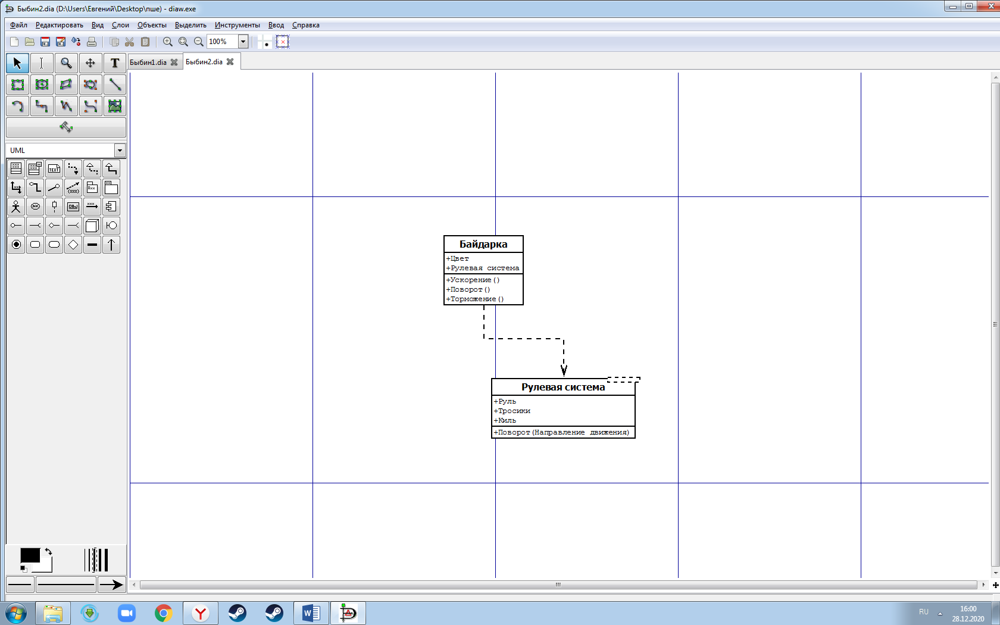 Быбин2.dia (D:\Users\Евгений\Desktop\пше) - diaw.exe
Файл Редактировать Вид Слои Объекты Выделить Инструменты Ввод Справка
100%
T Быбин1.dia Быбин2.dia
UML
TEXT
OBJ
Байдарка
+Цвет
+Рулевая система
+Ускорение()
+Поворот()
+Торможение()
Рулевая система
+Руль
+Тросики
+Киль
+Поворот(Направление движения)
RU
16:00
28.12.2020